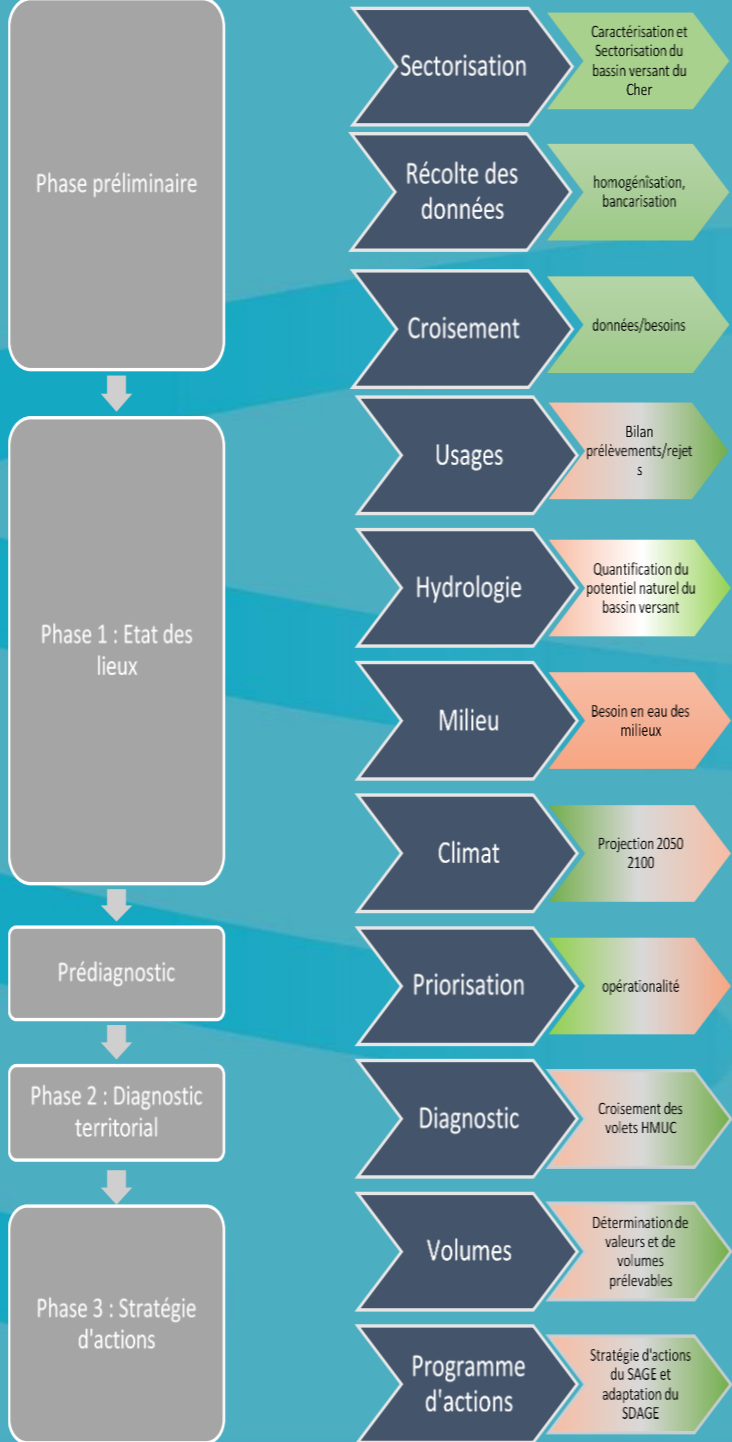 Phase préliminaire
Sectorisation
Caractérisation et
Sectorisation du
bassin versant du
Cher
Récolte des
données
homogénisation,
bancarisation
Croisement
données/besoins
Phase 1 : Etat des
lieux
Usages
Bilan
prélèvements/rejet
s
Hydrologie
Quantification du
potentiel naturel du
bassin versant
Milieu
Besoin en eau des
milieux
Climat
Projection 2050
2100
Prédiagnostic
Priorisation
opérationalité
Phase 2 : Diagnostic
territorial
Diagnostic
Croisement des
volets HMUC
Phase 3 : Stratégie
d'actions
Volumes
Détermination de
valeurs et de
volumes
prélevables
Programme
d'actions
Stratégie d'actions
du SAGE et
adaptation du
SDAGE